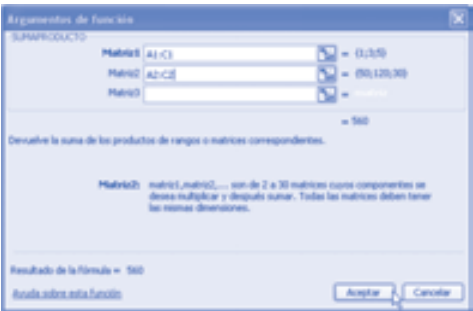 Argumentos de función
SUMAPRODUCTO
Matriz1 A1:C1 = {1;3;5}
Matriz2 A2:C2 = {50;120;30}
Matriz3 = matriz
= 560
Devuelve la suma de los productos de rangos o matrices correspondientes.
Matriz2: matriz1,matriz2,... son de 2 a 30 matrices cuyos componentes se
desea multiplicar y después sumar. Todas las matrices deben tener
las mismas dimensiones.
Resultado de la fórmula = 560
Ayuda sobre esta función Aceptar Cancelar